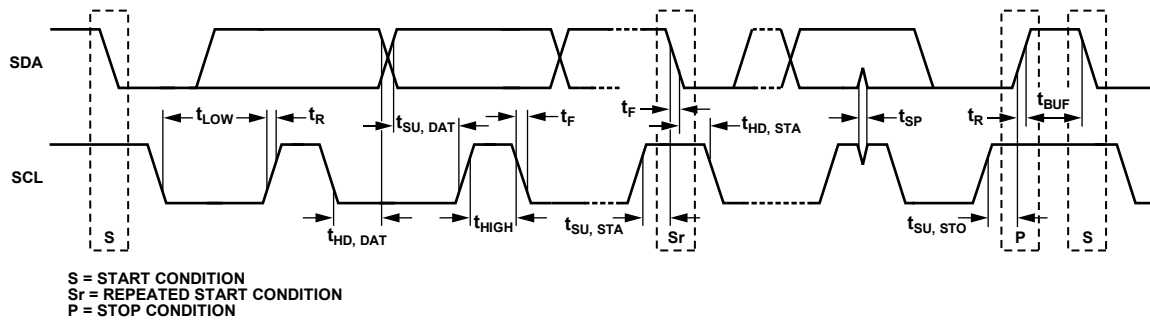 SDA
tLOW
tR
tSU, DAT
tF
tF
tHD, STA
tSP
tR
tBUF
SCL
S
tHD, DAT
tHIGH
tSU, STA
Sr
tSU, STO
P
S
S = START CONDITION
Sr = REPEATED START CONDITION
P = STOP CONDITION